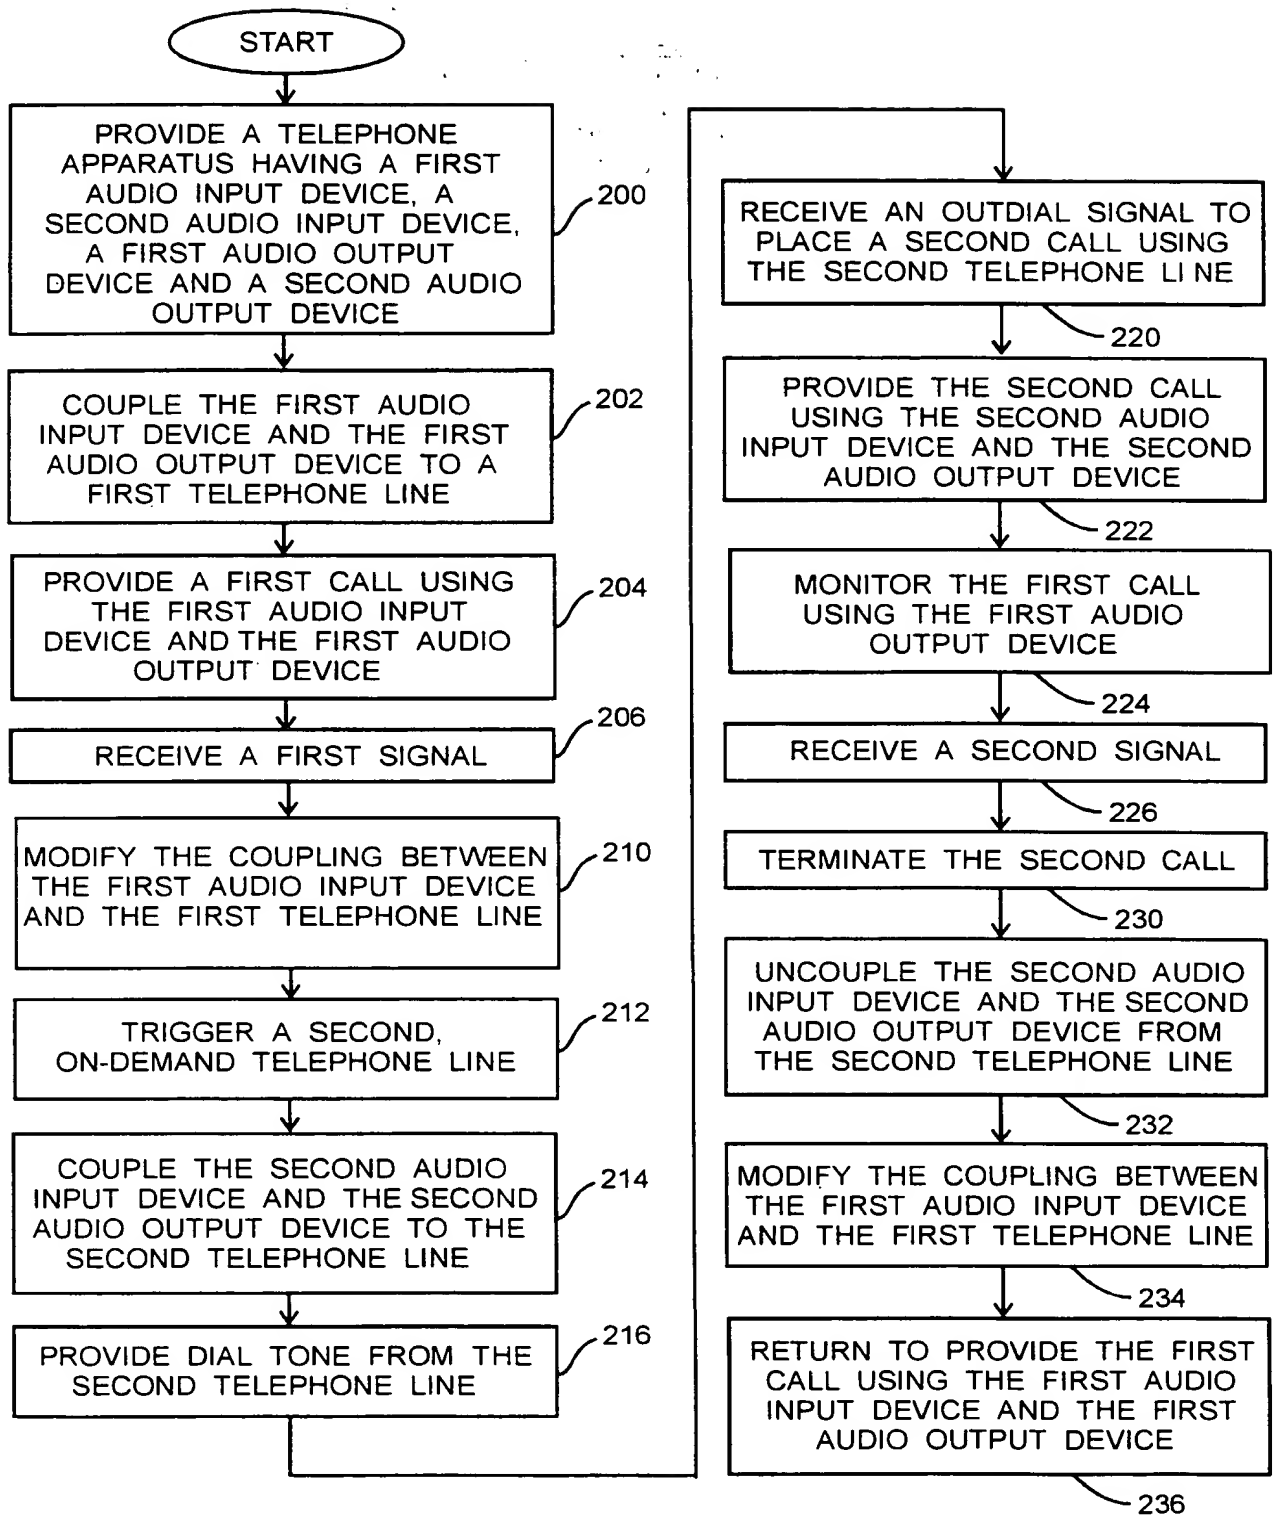 START
PROVIDE A TELEPHONE
APPARATUS HAVING A FIRST
AUDIO INPUT DEVICE, A
SECOND AUDIO INPUT DEVICE,
A FIRST AUDIO OUTPUT
DEVICE AND A SECOND AUDIO
OUTPUT DEVICE
200
COUPLE THE FIRST AUDIO
INPUT DEVICE AND THE FIRST
AUDIO OUTPUT DEVICE TO A
FIRST TELEPHONE LINE
202
PROVIDE A FIRST CALL USING
THE FIRST AUDIO INPUT
DEVICE AND THE FIRST AUDIO
OUTPUT DEVICE
204
RECEIVE A FIRST SIGNAL
206
MODIFY THE COUPLING BETWEEN
THE FIRST AUDIO INPUT DEVICE
AND THE FIRST TELEPHONE LINE
210
TRIGGER A SECOND,
ON-DEMAND TELEPHONE LINE
212
COUPLE THE SECOND AUDIO
INPUT DEVICE AND THE SECOND
AUDIO OUTPUT DEVICE TO THE
SECOND TELEPHONE LINE
214
PROVIDE DIAL TONE FROM THE
SECOND TELEPHONE LINE
216
RECEIVE AN OUTDIAL SIGNAL TO
PLACE A SECOND CALL USING
THE SECOND TELEPHONE LINE
220
PROVIDE THE SECOND CALL
USING THE SECOND AUDIO
INPUT DEVICE AND THE SECOND
AUDIO OUTPUT DEVICE
222
MONITOR THE FIRST CALL
USING THE FIRST AUDIO
OUTPUT DEVICE
224
RECEIVE A SECOND SIGNAL
226
TERMINATE THE SECOND CALL
230
UNCOUPLE THE SECOND AUDIO
INPUT DEVICE AND THE SECOND
AUDIO OUTPUT DEVICE FROM
THE SECOND TELEPHONE LINE
232
MODIFY THE COUPLING BETWEEN
THE FIRST AUDIO INPUT DEVICE
AND THE FIRST TELEPHONE LINE
234
RETURN TO PROVIDE THE FIRST
CALL USING THE FIRST AUDIO
INPUT DEVICE AND THE FIRST
AUDIO OUTPUT DEVICE
236